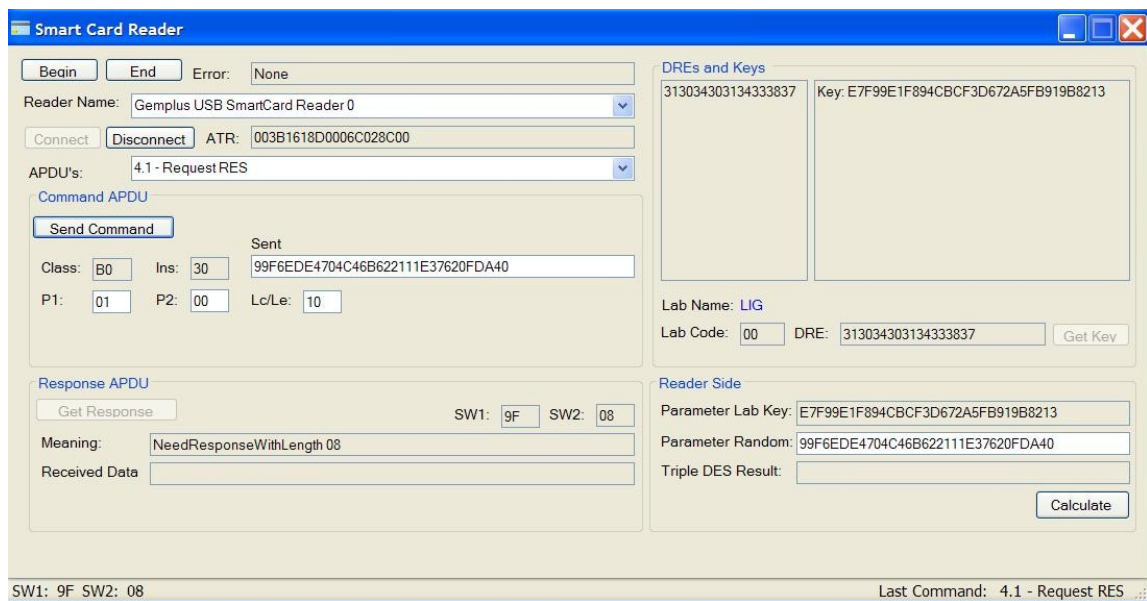 Smart Card Reader
Begin End Error: None
Reader Name: Gemplus USB SmartCard Reader 0
Connect Disconnect ATR: 003B1618D0006C028C00
APDU's: 4.1 - Request RES
Command APDU
Send Command
Sent
Class: B0 Ins: 30 99F6EDE4704C46B622111E37620FDA40
P1: 01 P2: 00 Lc/Le: 10
Response APDU
Get Response SW1: 9F SW2: 08
Meaning: NeedResponseWithLength 08
Received Data
DREs and Keys
313034303134333837 Key: E7F99E1F894CBCF3D672A5FB919B8213
Lab Name: LIG
Lab Code: 00 DRE: 313034303134333837 Get Key
Reader Side
Parameter Lab Key: E7F99E1F894CBCF3D672A5FB919B8213
Parameter Random: 99F6EDE4704C46B622111E37620FDA40
Triple DES Result:
Calculate
SW1: 9F SW2: 08 Last Command: 4.1 - Request RES